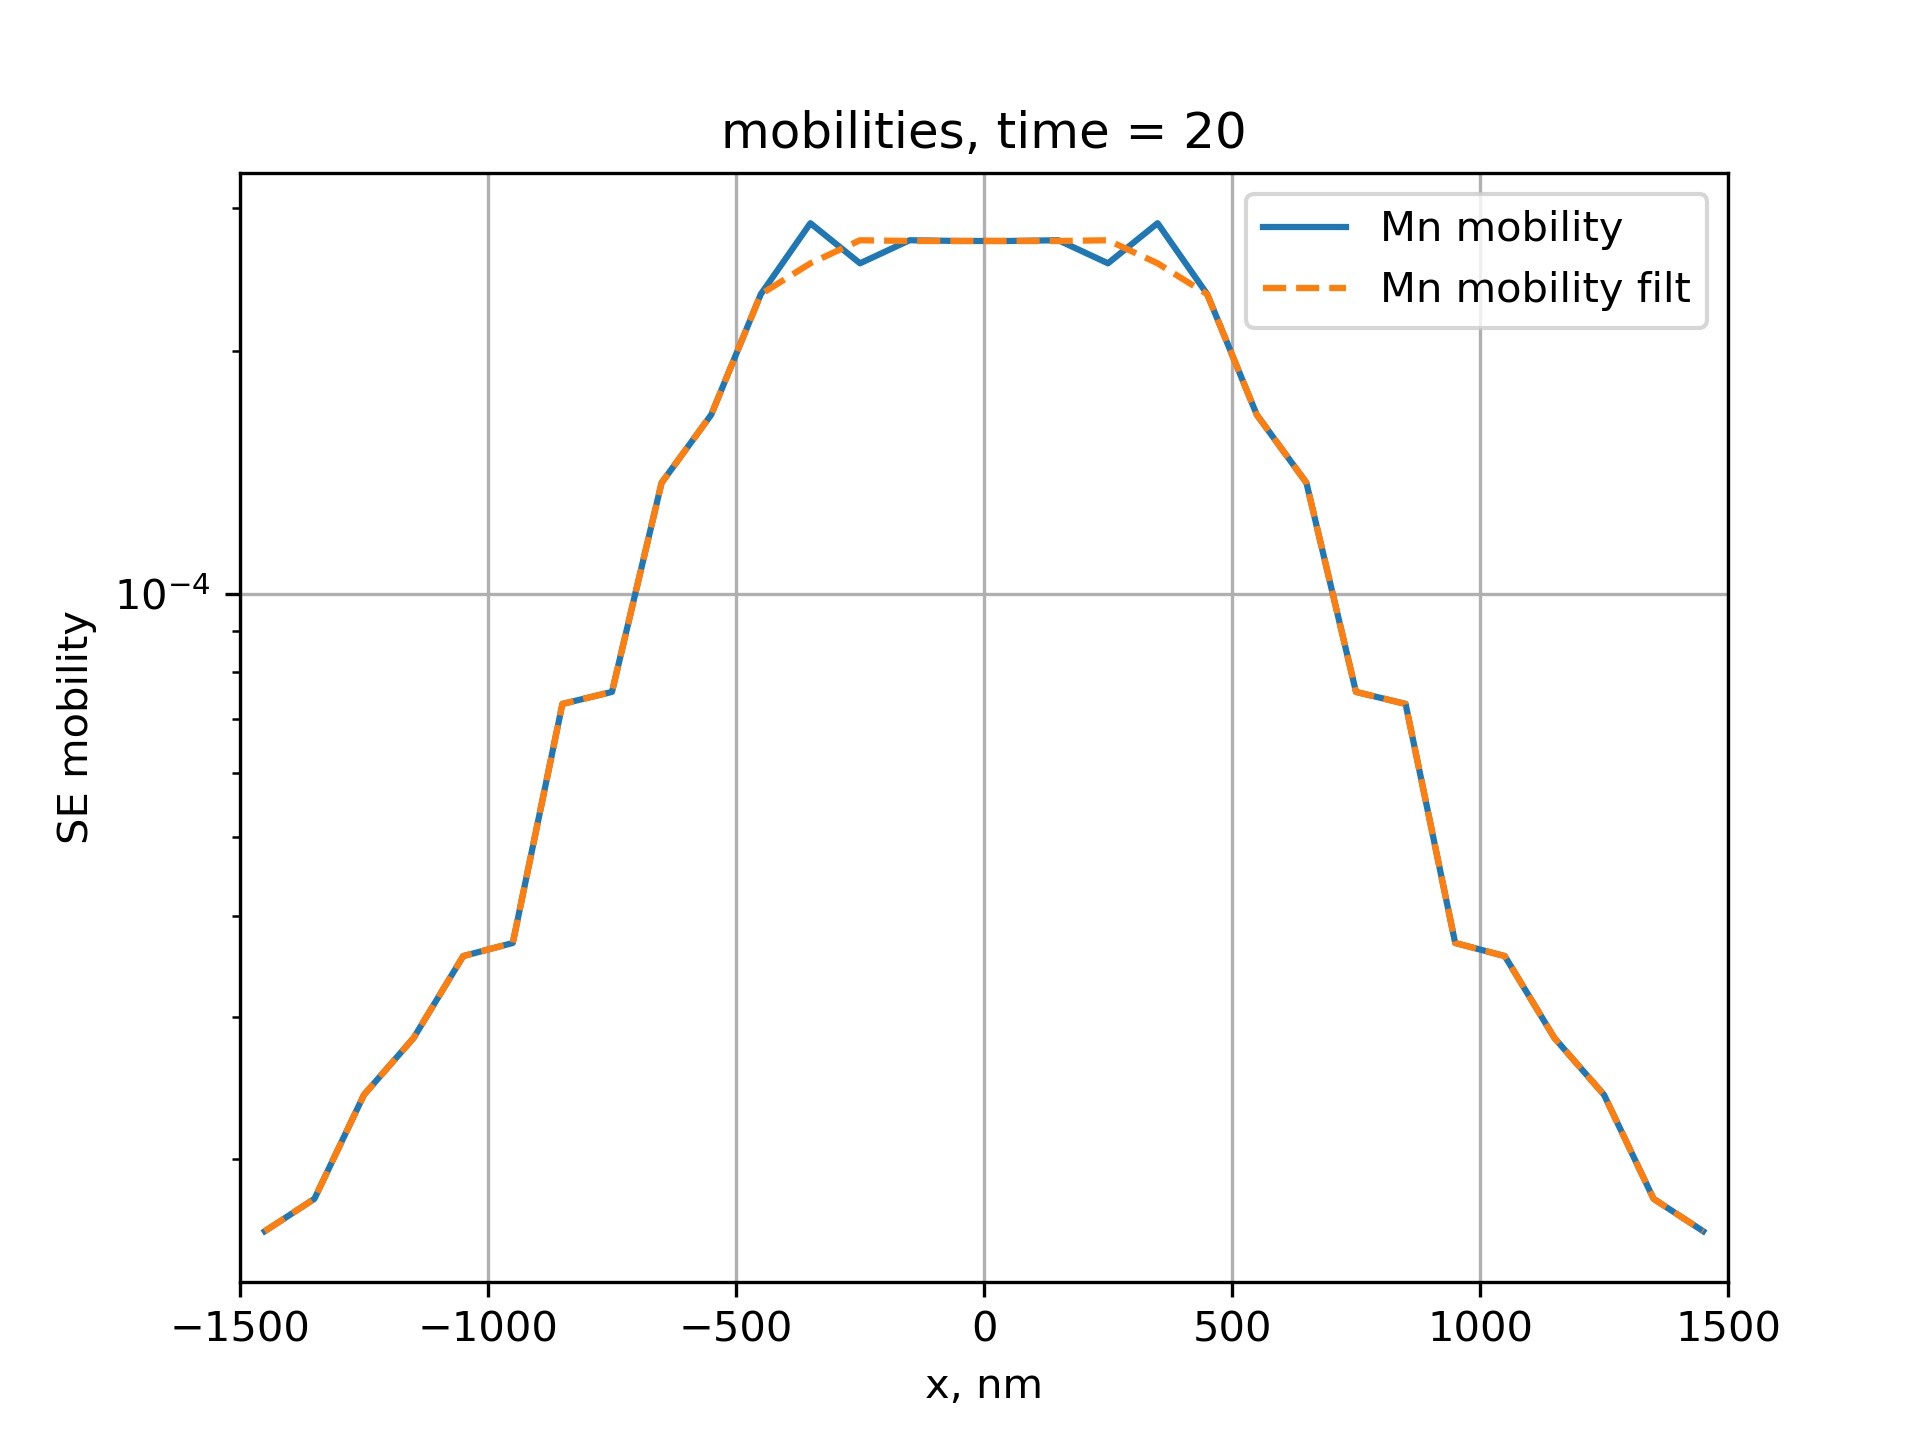 mobilities, time = 20
Mn mobility
Mn mobility filt
10⁻⁴
SE mobility
−1500 −1000 −500 0 500 1000 1500
x, nm